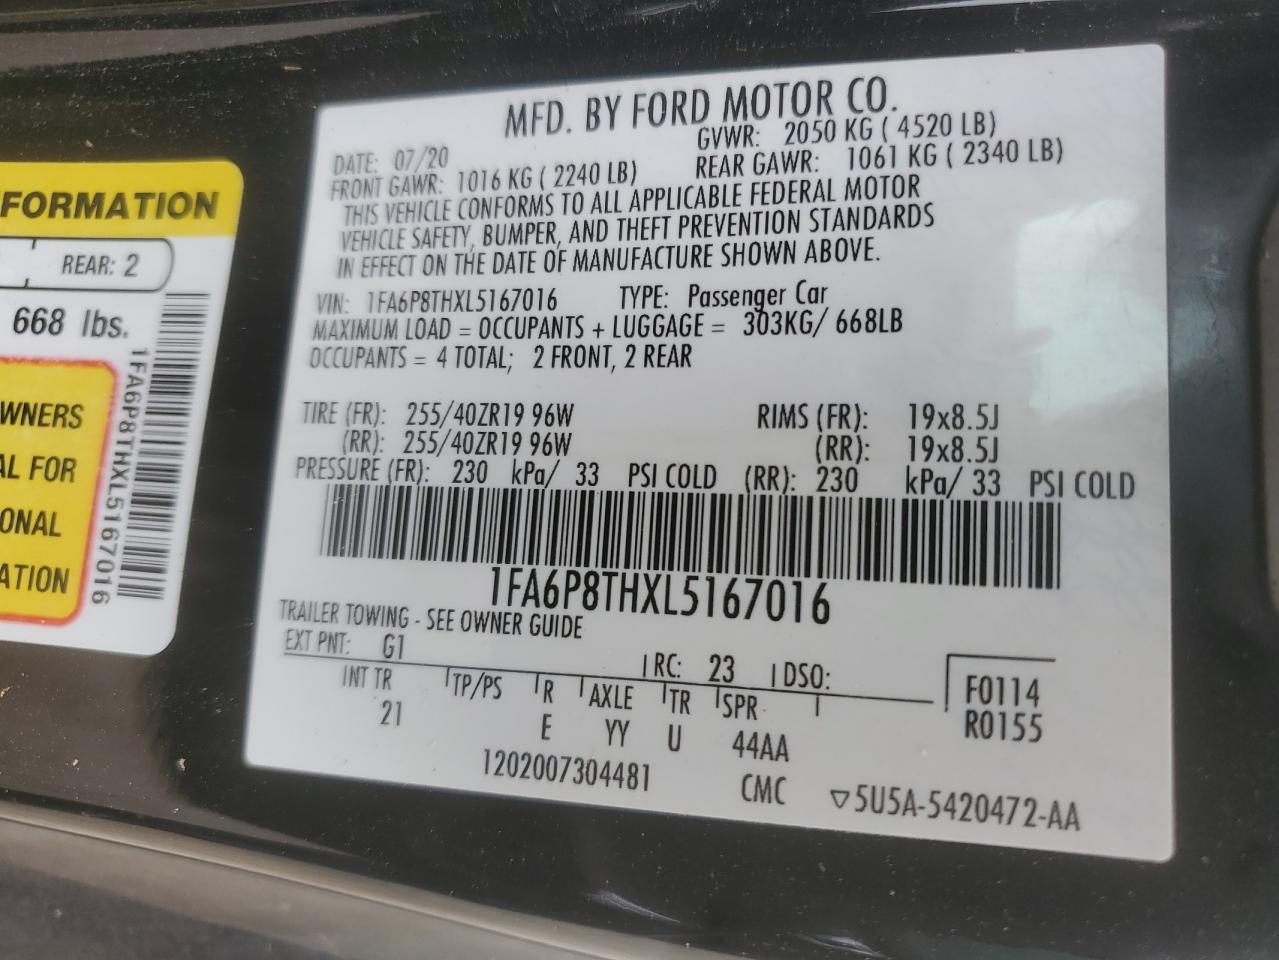 MFD. BY FORD MOTOR CO.
DATE: 07/20 GVWR: 2050 KG ( 4520 LB)
FRONT GAWR: 1016 KG ( 2240 LB) REAR GAWR: 1061 KG ( 2340 LB)
THIS VEHICLE CONFORMS TO ALL APPLICABLE FEDERAL MOTOR
VEHICLE SAFETY, BUMPER, AND THEFT PREVENTION STANDARDS
IN EFFECT ON THE DATE OF MANUFACTURE SHOWN ABOVE.
VIN: 1FA6P8THXL5167016 TYPE: Passenger Car
MAXIMUM LOAD = OCCUPANTS + LUGGAGE = 303KG/ 668LB
OCCUPANTS = 4 TOTAL; 2 FRONT, 2 REAR
TIRE (FR): 255/40ZR19 96W RIMS (FR): 19x8.5J
(RR): 255/40ZR19 96W (RR): 19x8.5J
PRESSURE (FR): 230 kPa/ 33 PSI COLD (RR): 230 kPa/ 33 PSI COLD
1FA6P8THXL5167016
TRAILER TOWING - SEE OWNER GUIDE
EXT PNT: G1 RC: 23 DSO:
INT TR TP/PS R AXLE TR SPR F0114
21 E YY U 44AA R0155
1202007304481 CMC ▽5U5A-5420472-AA
FORMATION
REAR: 2
668 lbs.
WNERS
AL FOR
ONAL
ATION
1FA6P8THXL5167016